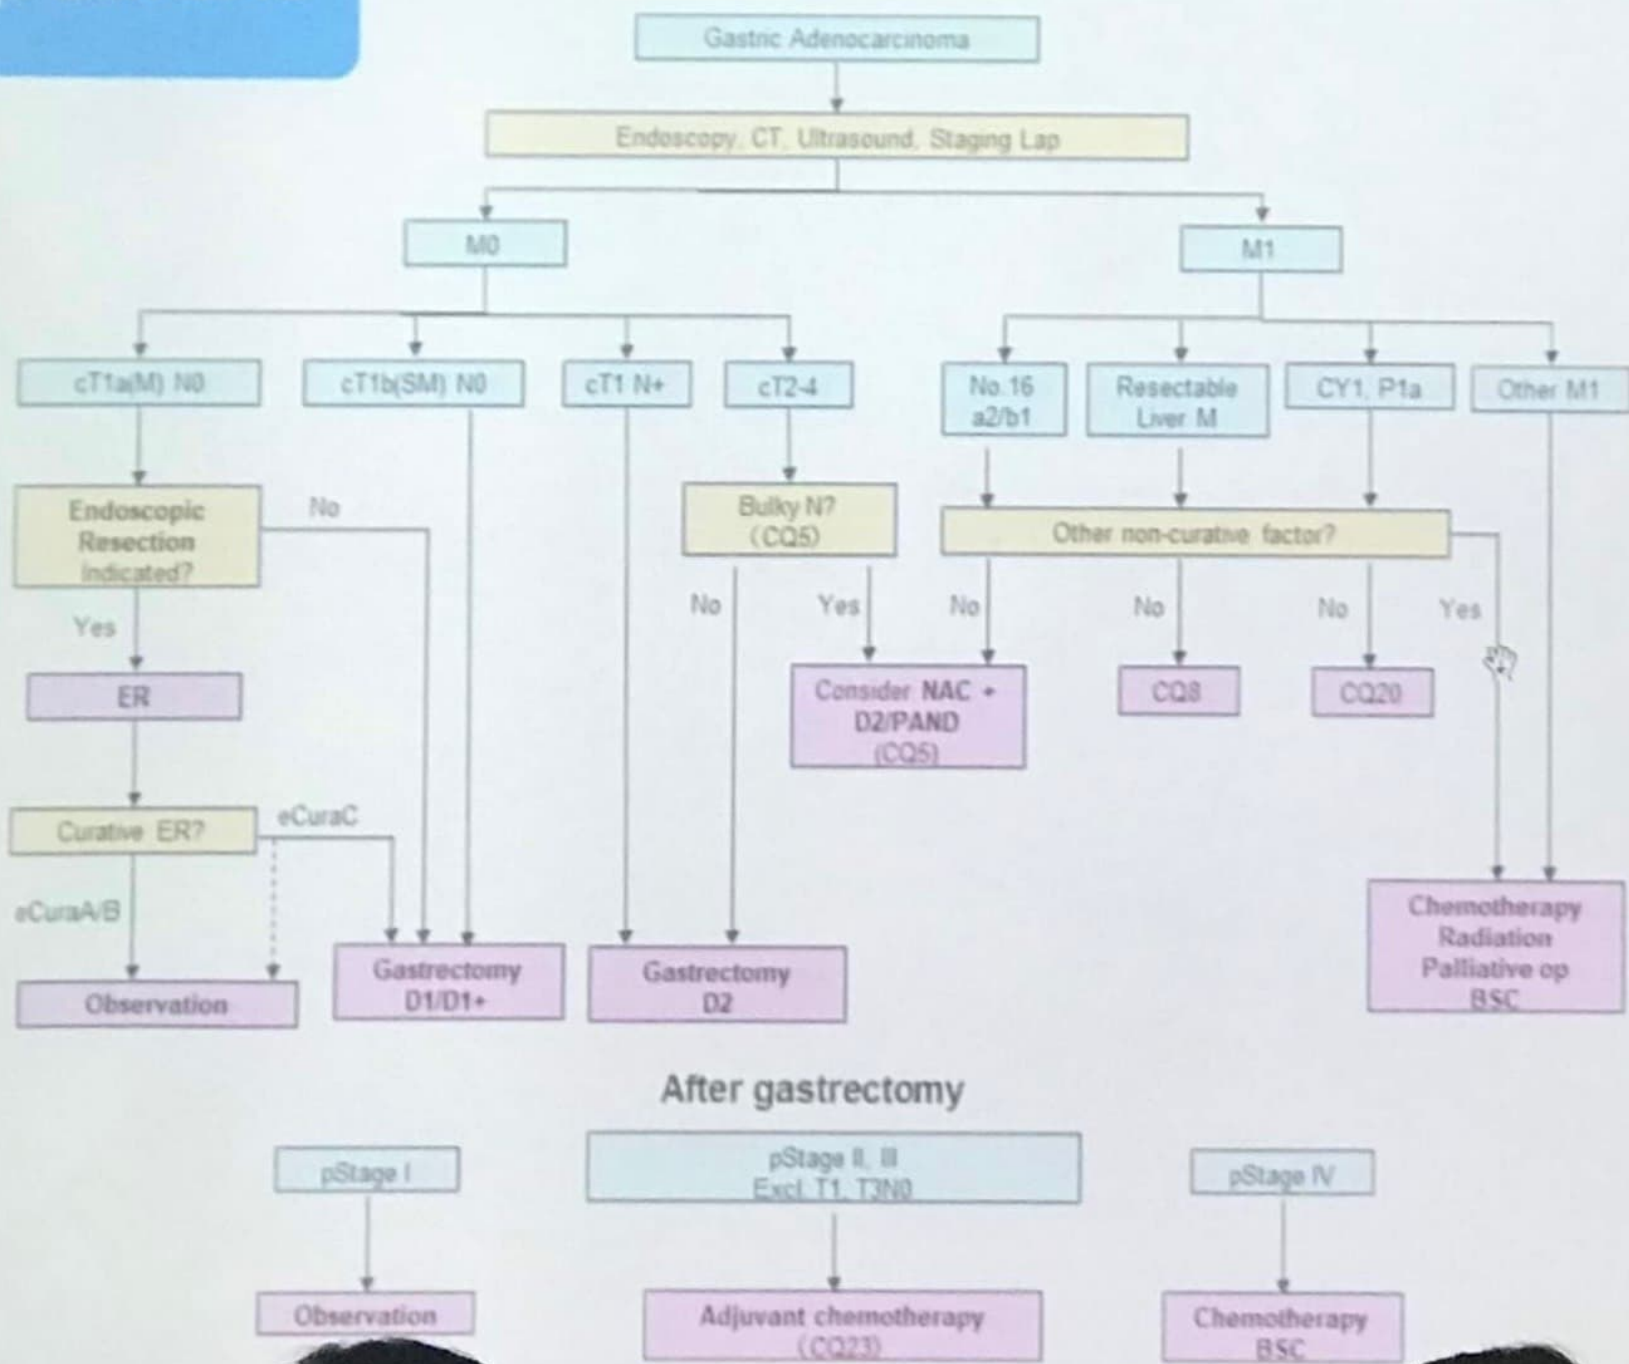 Gastric Adenocarcinoma
Endoscopy, CT, Ultrasound, Staging Lap
M0
M1
cT1a(M) N0
cT1b(SM) N0
cT1 N+
cT2-4
No.16
a2/b1
Resectable
Liver M
CY1, P1a
Other M1
Endoscopic
Resection
indicated?
No
Bulky N?
(CQ5)
Other non-curative factor?
Yes
No
Yes
No
No
No
Yes
ER
Consider NAC +
D2/PAND
(CQ5)
CQ8
CQ20
Curative ER?
eCuraC
eCuraA/B
Observation
Gastrectomy
D1/D1+
Gastrectomy
D2
Chemotherapy
Radiation
Palliative op
BSC
After gastrectomy
pStage I
pStage II, III
Excl. T1, T3N0
pStage IV
Observation
Adjuvant chemotherapy
(CQ23)
Chemotherapy
BSC